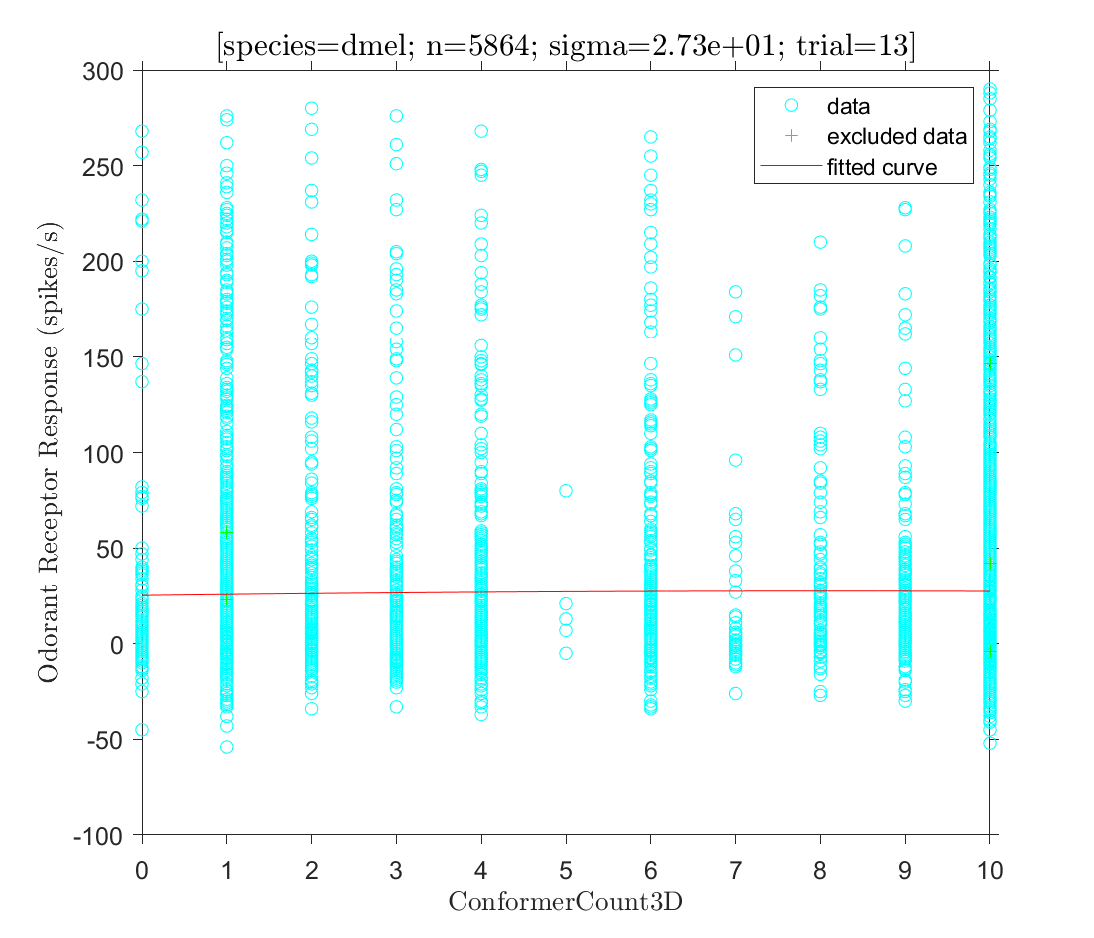 [species=dmel; n=5864; sigma=2.73e+01; trial=13]
300
250
200
150
100
50
0
-50
-100
Odorant Receptor Response (spikes/s)
data
excluded data
fitted curve
0 1 2 3 4 5 6 7 8 9 10
ConformerCount3D